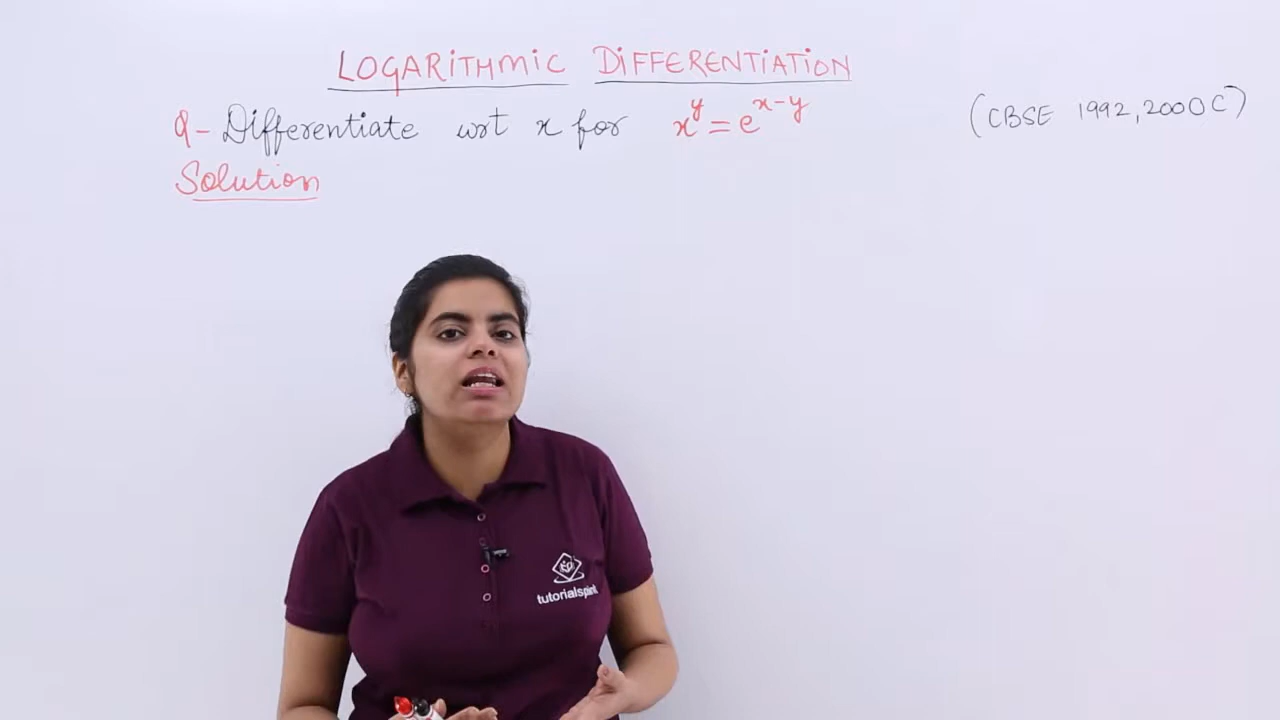 LOGARITHMIC DIFFERENTIATION
Q- Differentiate wrt x for x^y = e^{x-y} (CBSE 1992, 2000C)
Solution
tutorialspoint